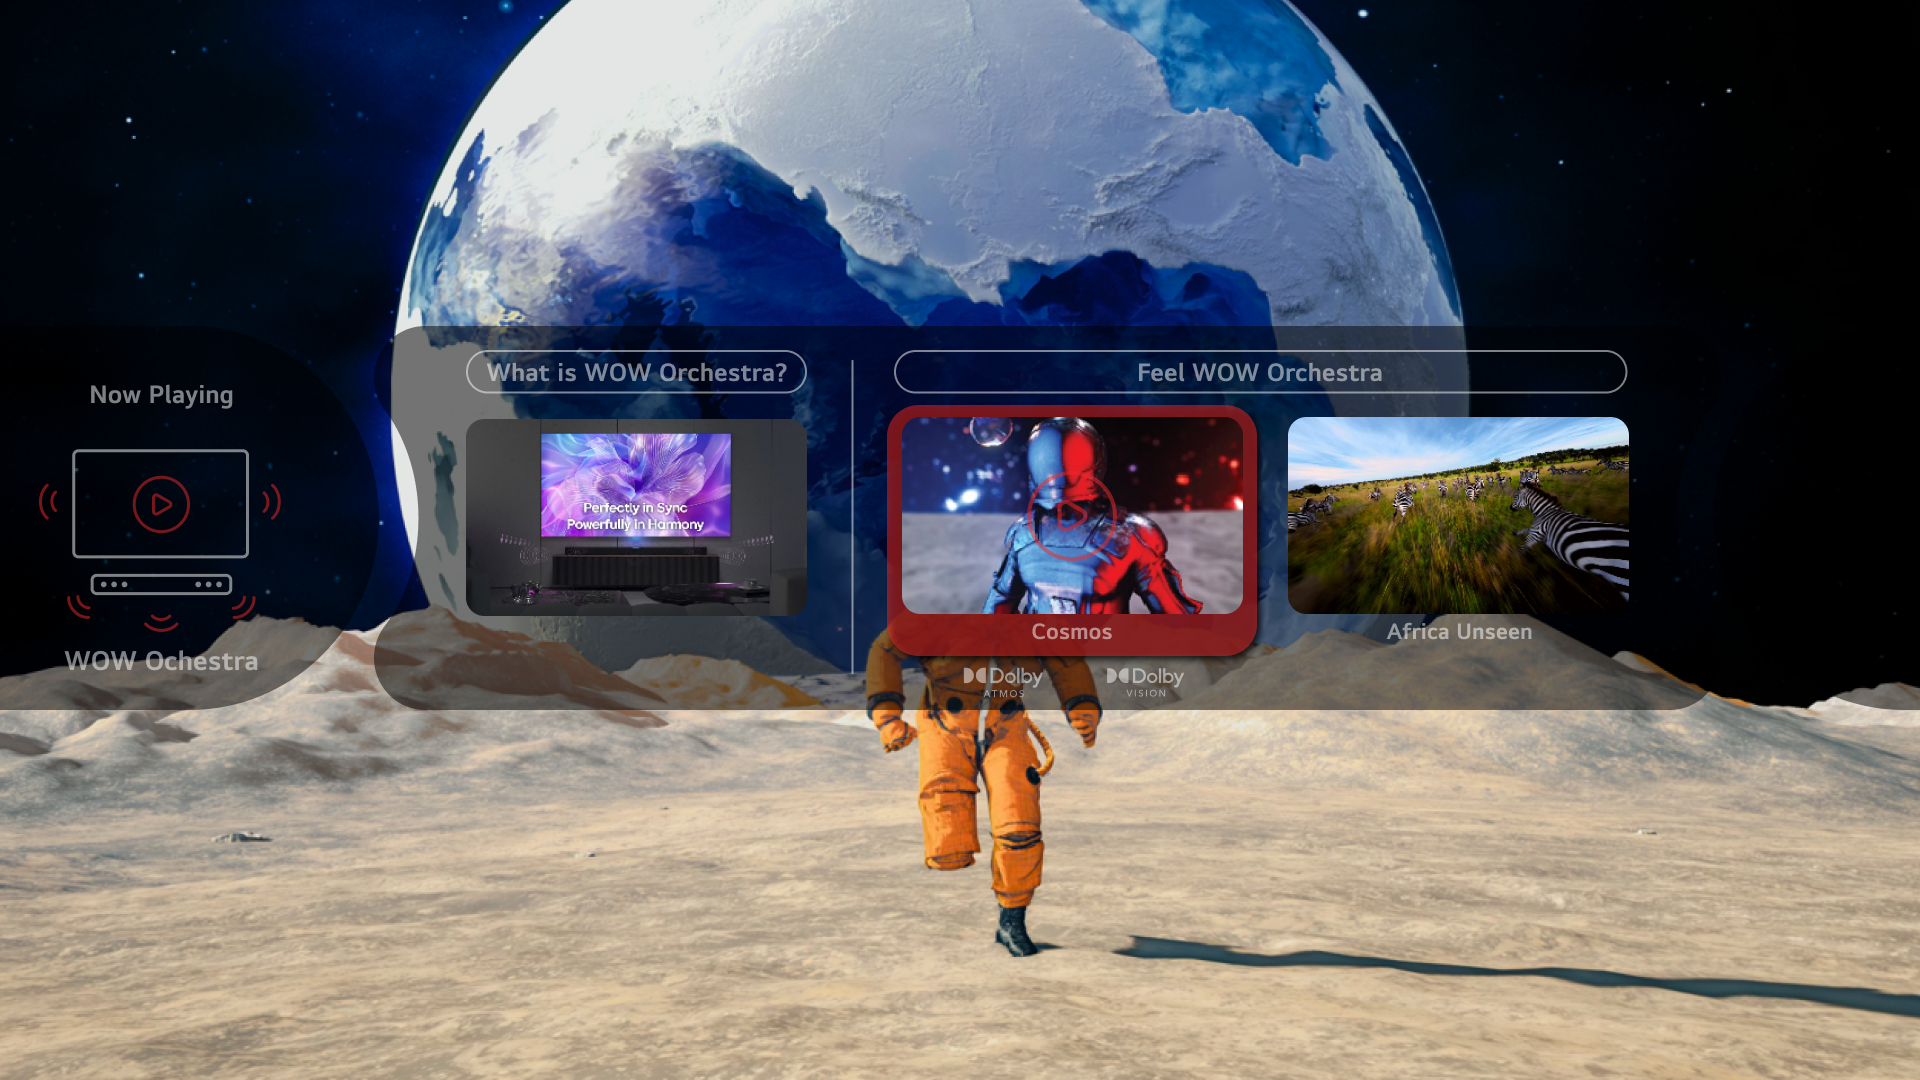 Now Playing
WOW Ochestra
What is WOW Orchestra?
Perfectly in Sync
Powerfully in Harmony
Feel WOW Orchestra
Cosmos
Africa Unseen
Dolby
ATMOS
Dolby
VISION